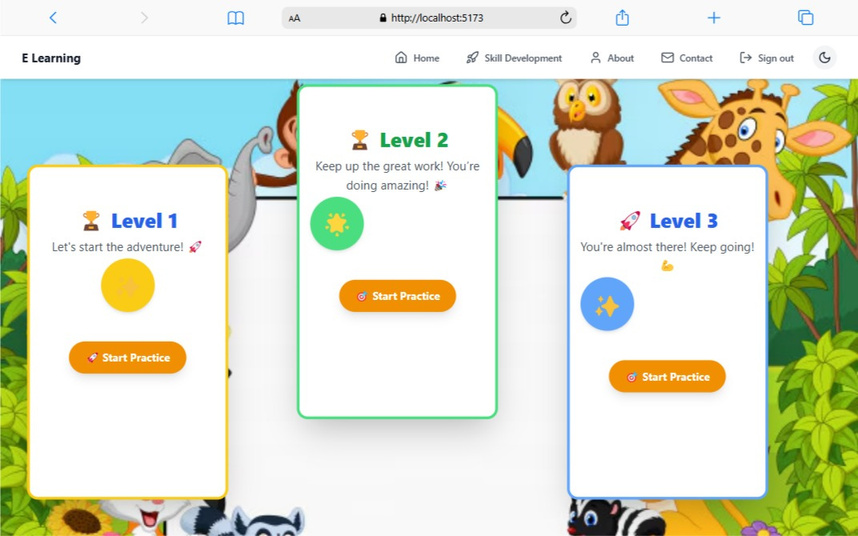 AA http://localhost:5173
E Learning Home Skill Development About Contact Sign out
🏆 Level 1
Let's start the adventure! 🚀
🚀 Start Practice
🏆 Level 2
Keep up the great work! You're
doing amazing! 🎉
🎯 Start Practice
🚀 Level 3
You're almost there! Keep going!
💪
🎯 Start Practice